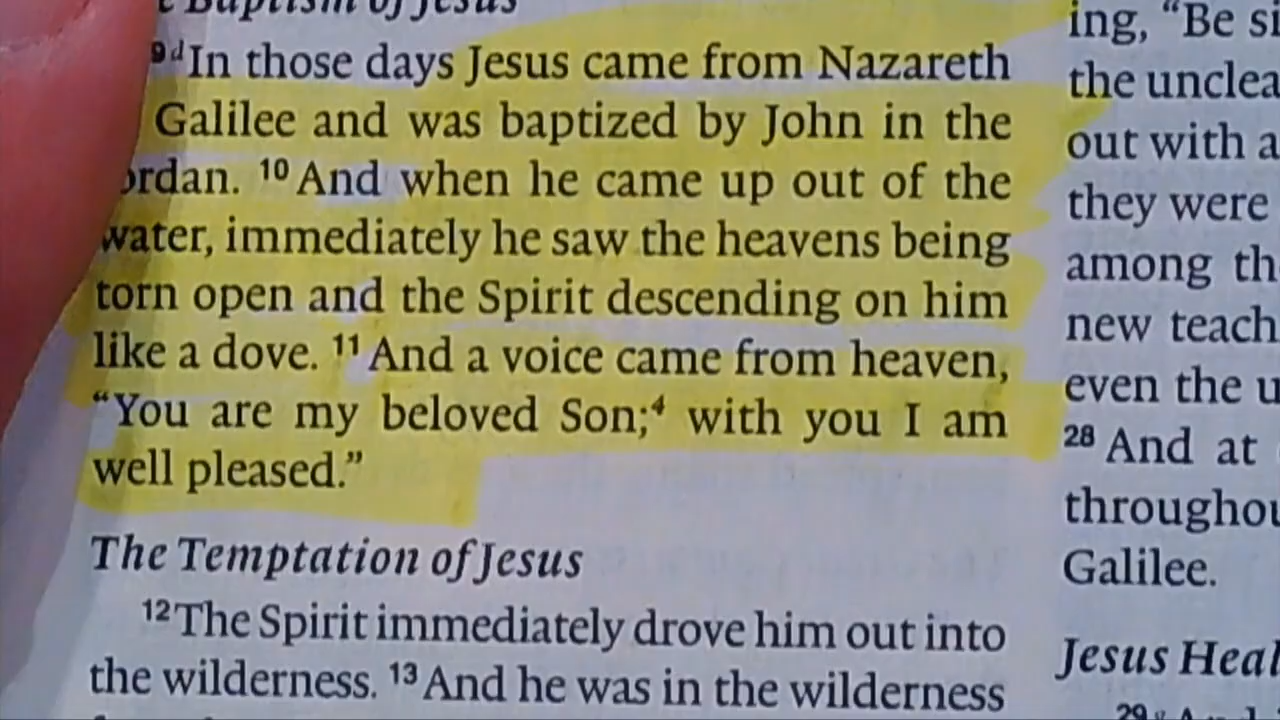 Baptism of Jesus
9 d In those days Jesus came from Nazareth
Galilee and was baptized by John in the
ordan. 10 And when he came up out of the
water, immediately he saw the heavens being
torn open and the Spirit descending on him
like a dove. 11 And a voice came from heaven,
“You are my beloved Son;4 with you I am
well pleased.”
The Temptation of Jesus
12 The Spirit immediately drove him out into
the wilderness. 13 And he was in the wilderness
ing, “Be si
the unclea
out with a
they were
among th
new teach
even the u
28 And at
throughou
Galilee.
Jesus Heal
29